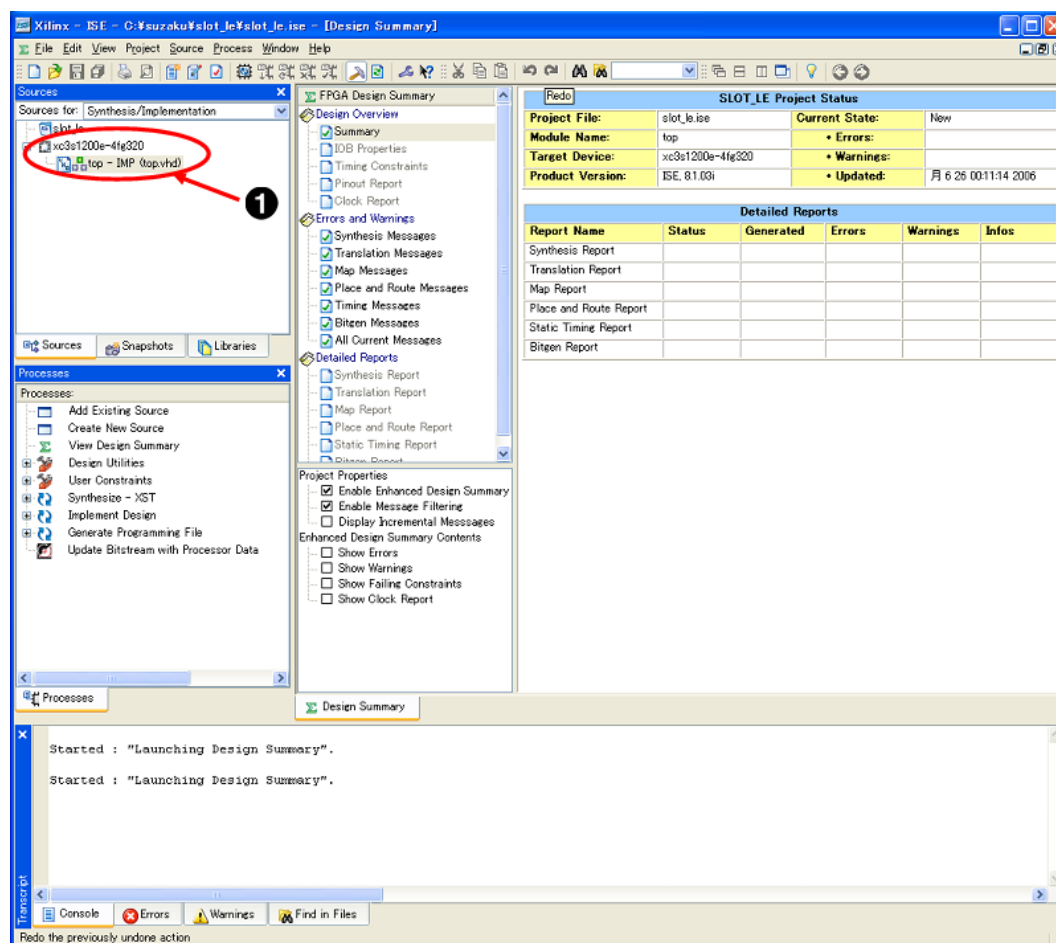 Xilinx - ISE - C:¥suzaku¥slot_le¥slot_le.ise - [Design Summary]
File Edit View Project Source Process Window Help
Sources
Sources for: Synthesis/Implementation
slot_le
xc3s1200e-4fg320
top - IMP (top.vhd)
1
Sources Snapshots Libraries
Processes
Processes:
Add Existing Source
Create New Source
View Design Summary
Design Utilities
User Constraints
Synthesize - XST
Implement Design
Generate Programming File
Update Bitstream with Processor Data
Processes
FPGA Design Summary
Design Overview
Summary
IOB Properties
Timing Constraints
Pinout Report
Clock Report
Errors and Warnings
Synthesis Messages
Translation Messages
Map Messages
Place and Route Messages
Timing Messages
Bitgen Messages
All Current Messages
Detailed Reports
Synthesis Report
Translation Report
Map Report
Place and Route Report
Static Timing Report
Bitgen Report
Project Properties
Enable Enhanced Design Summary
Enable Message Filtering
Display Incremental Messsages
Enhanced Design Summary Contents
Show Errors
Show Warnings
Show Failing Constraints
Show Clock Report
Design Summary
Redo
SLOT_LE Project Status
Project File: slot_le.ise Current State: New
Module Name: top • Errors:
Target Device: xc3s1200e-4fg320 • Warnings:
Product Version: ISE, 8.1.03i • Updated: 月 6 26 00:11:14 2006
Detailed Reports
Report Name Status Generated Errors Warnings Infos
Synthesis Report
Translation Report
Map Report
Place and Route Report
Static Timing Report
Bitgen Report
Started : "Launching Design Summary".
Started : "Launching Design Summary".
Transcript
Console Errors Warnings Find in Files
Redo the previously undone action